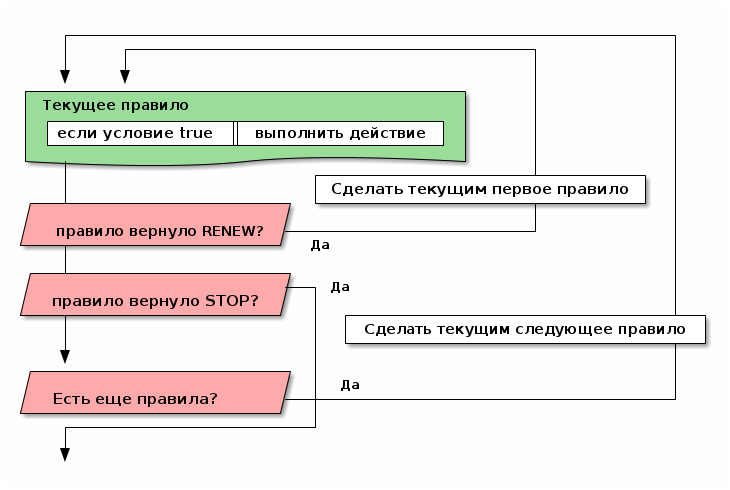 Текущее правило
если условие true
выполнить действие
Сделать текущим первое правило
правило вернуло RENEW?
Да
правило вернуло STOP?
Да
Сделать текущим следующее правило
Есть еще правила?
Да